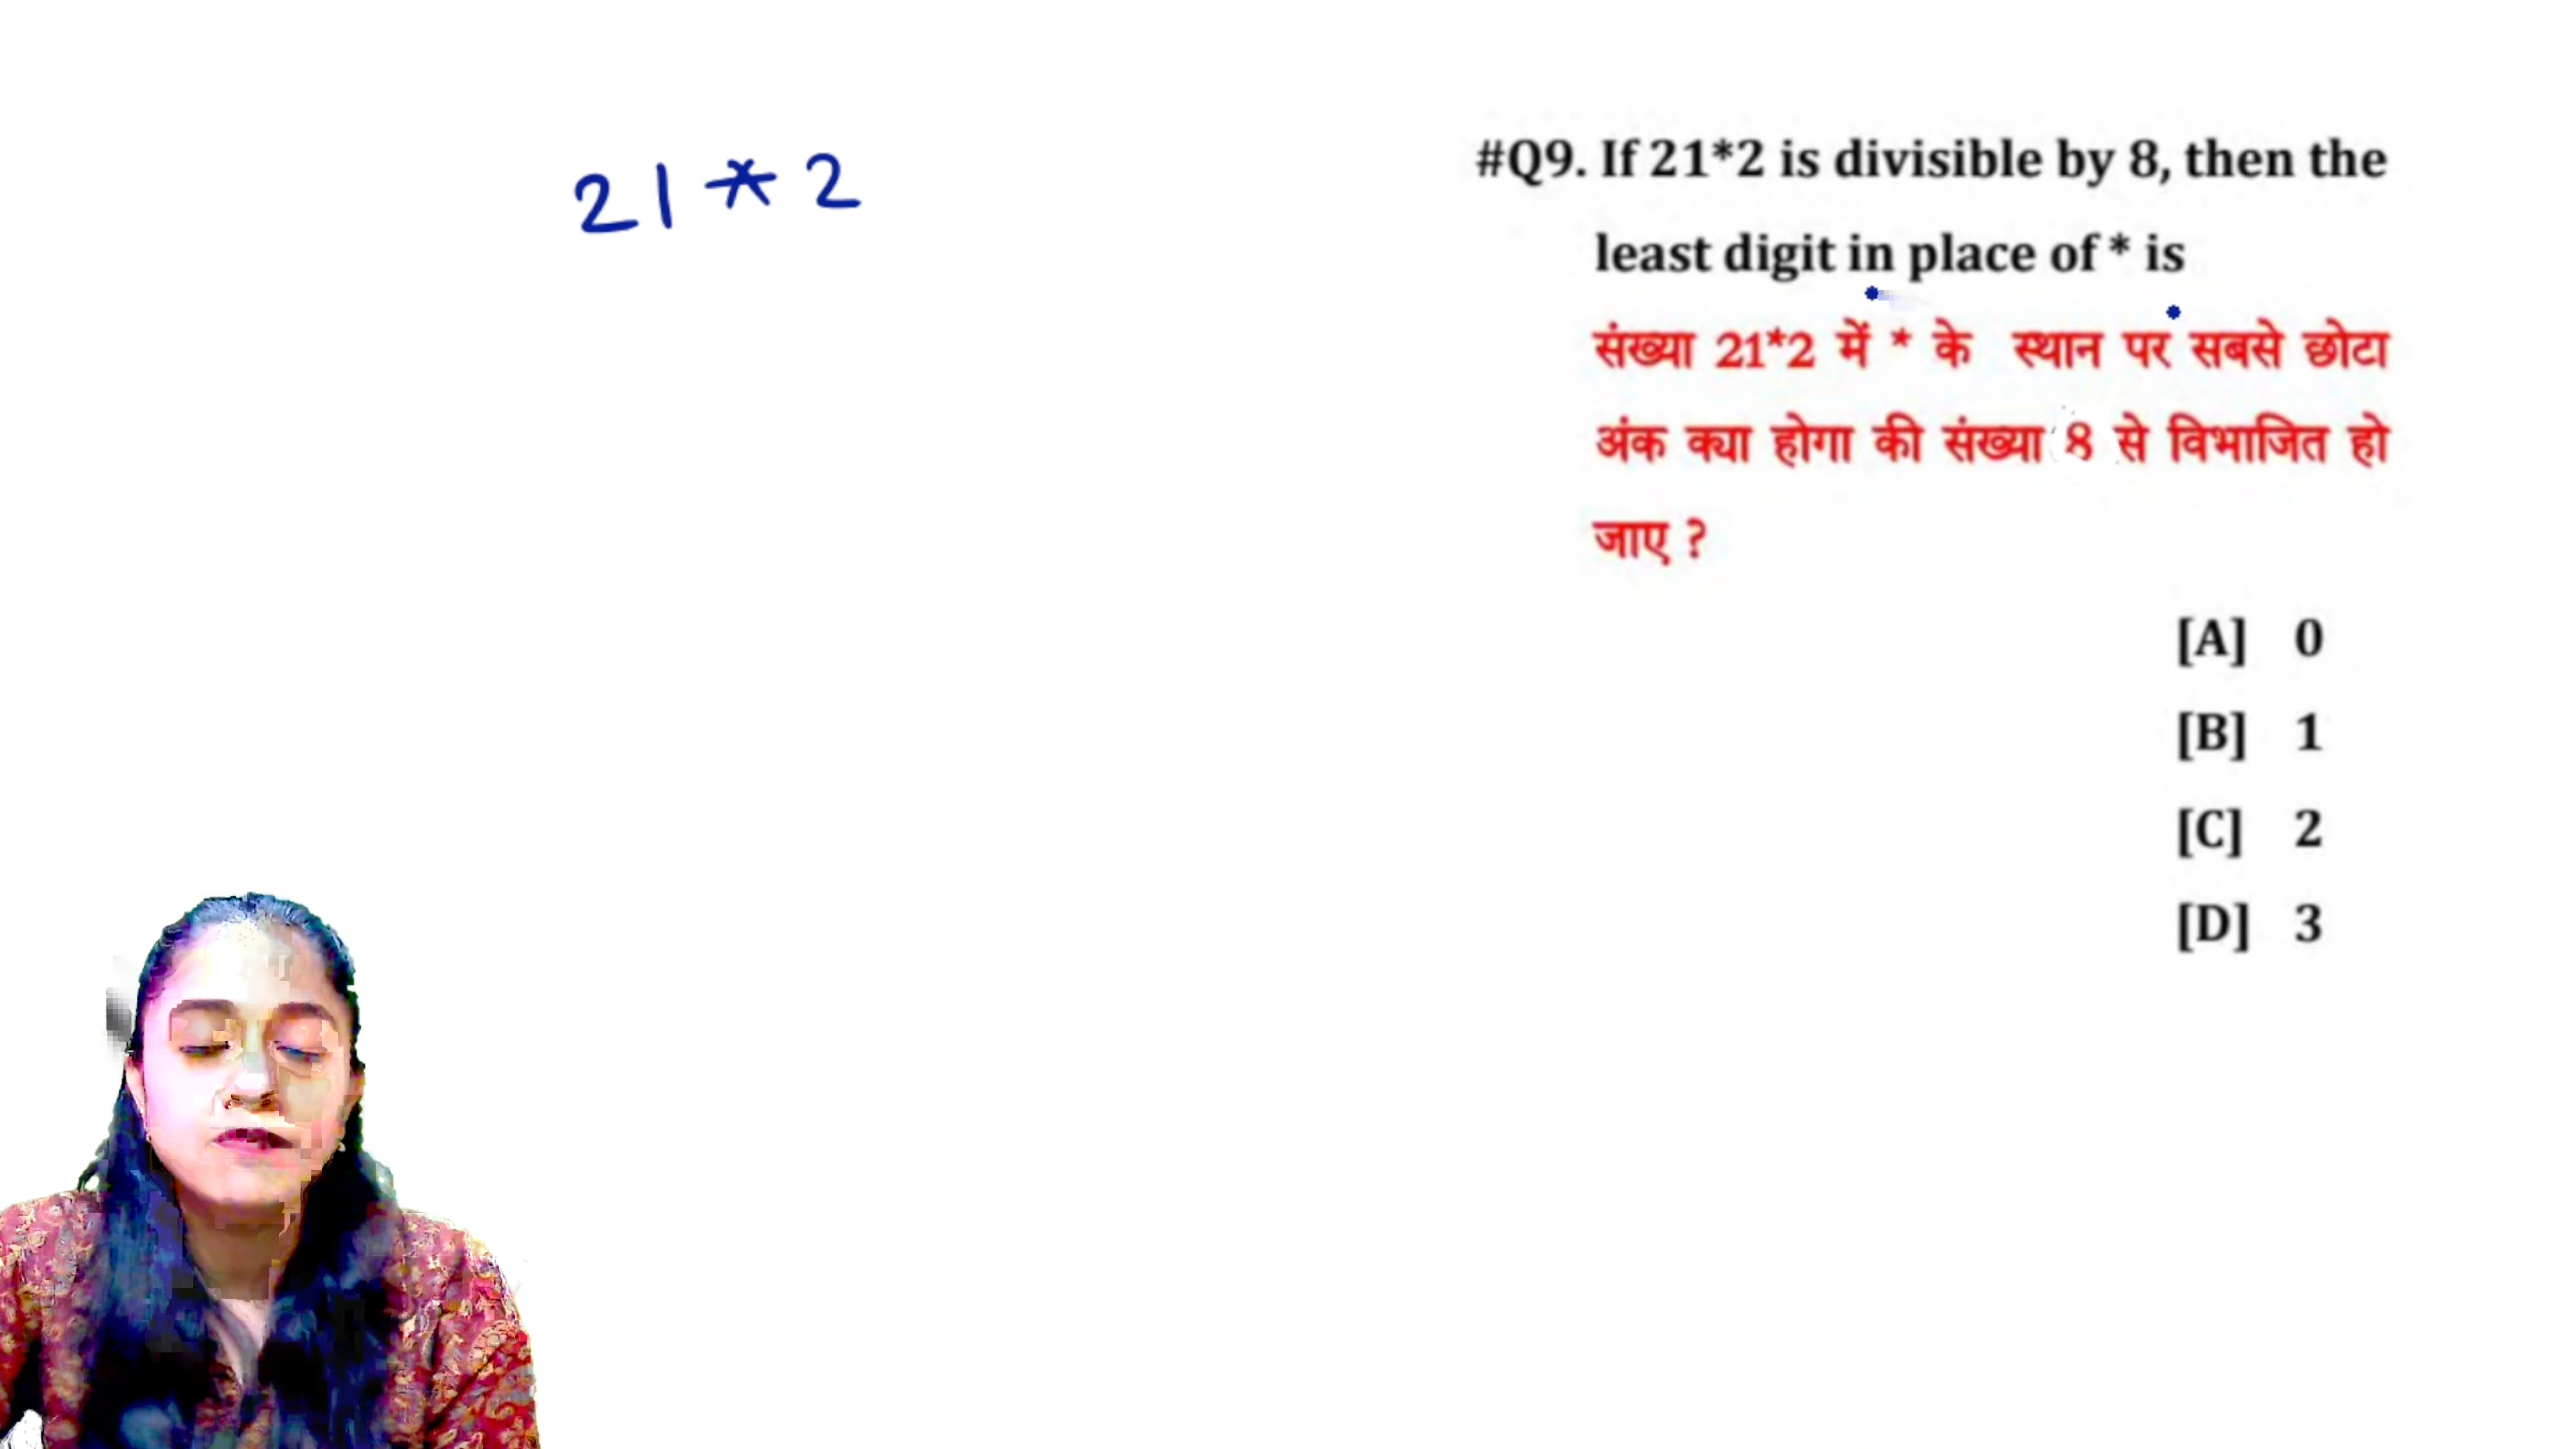 21*2
#Q9. If 21*2 is divisible by 8, then the
least digit in place of * is
संख्या 21*2 में * के स्थान पर सबसे छोटा
अंक क्या होगा की संख्या 8 से विभाजित हो
जाए ?
[A] 0
[B] 1
[C] 2
[D] 3